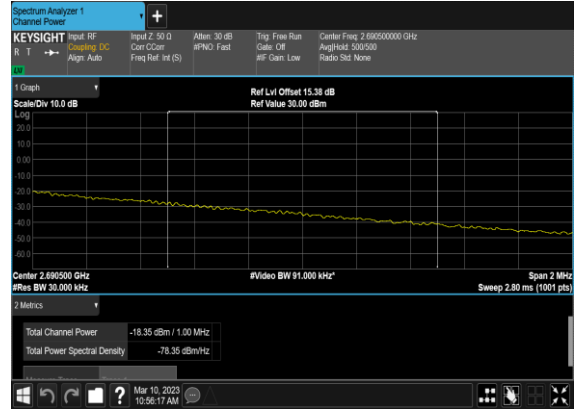 Spectrum Analyzer 1
Channel Power
+
KEYSIGHT Input: RF Input Z: 50 Ω Atten: 30 dB Trig: Free Run Center Freq: 2.690500000 GHz
R T Coupling: DC Corr CCorr #PNO: Fast Gate: Off Avg|Hold: 500/500
Align: Auto Freq Ref: Int (S) #IF Gain: Low Radio Std: None
1 Graph
Ref Lvl Offset 15.38 dB
Scale/Div 10.0 dB Ref Value 30.00 dBm
Log
20.0
10.0
0.00
-10.0
-20.0
-30.0
-40.0
-50.0
-60.0
Center 2.690500 GHz #Video BW 91.000 kHz* Span 2 MHz
#Res BW 30.000 kHz Sweep 2.80 ms (1001 pts)
2 Metrics
Total Channel Power -18.35 dBm / 1.00 MHz
Total Power Spectral Density -78.35 dBm/Hz
? Mar 10, 2023
10:56:17 AM